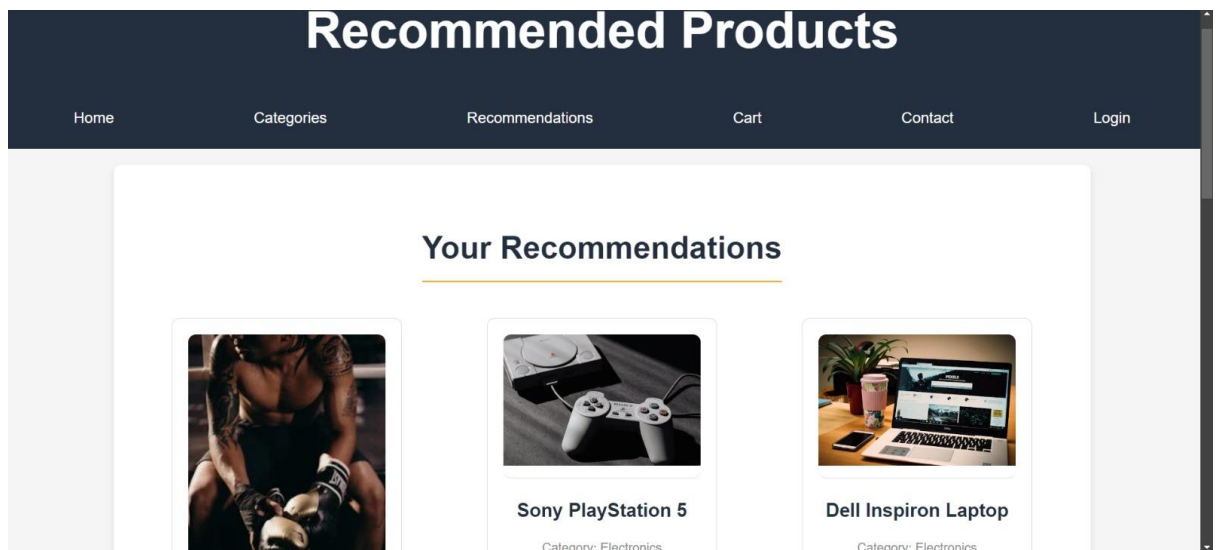 Recommended Products
Home Categories Recommendations Cart Contact Login
Your Recommendations
Sony PlayStation 5 Dell Inspiron Laptop
Category: Electronics Category: Electronics